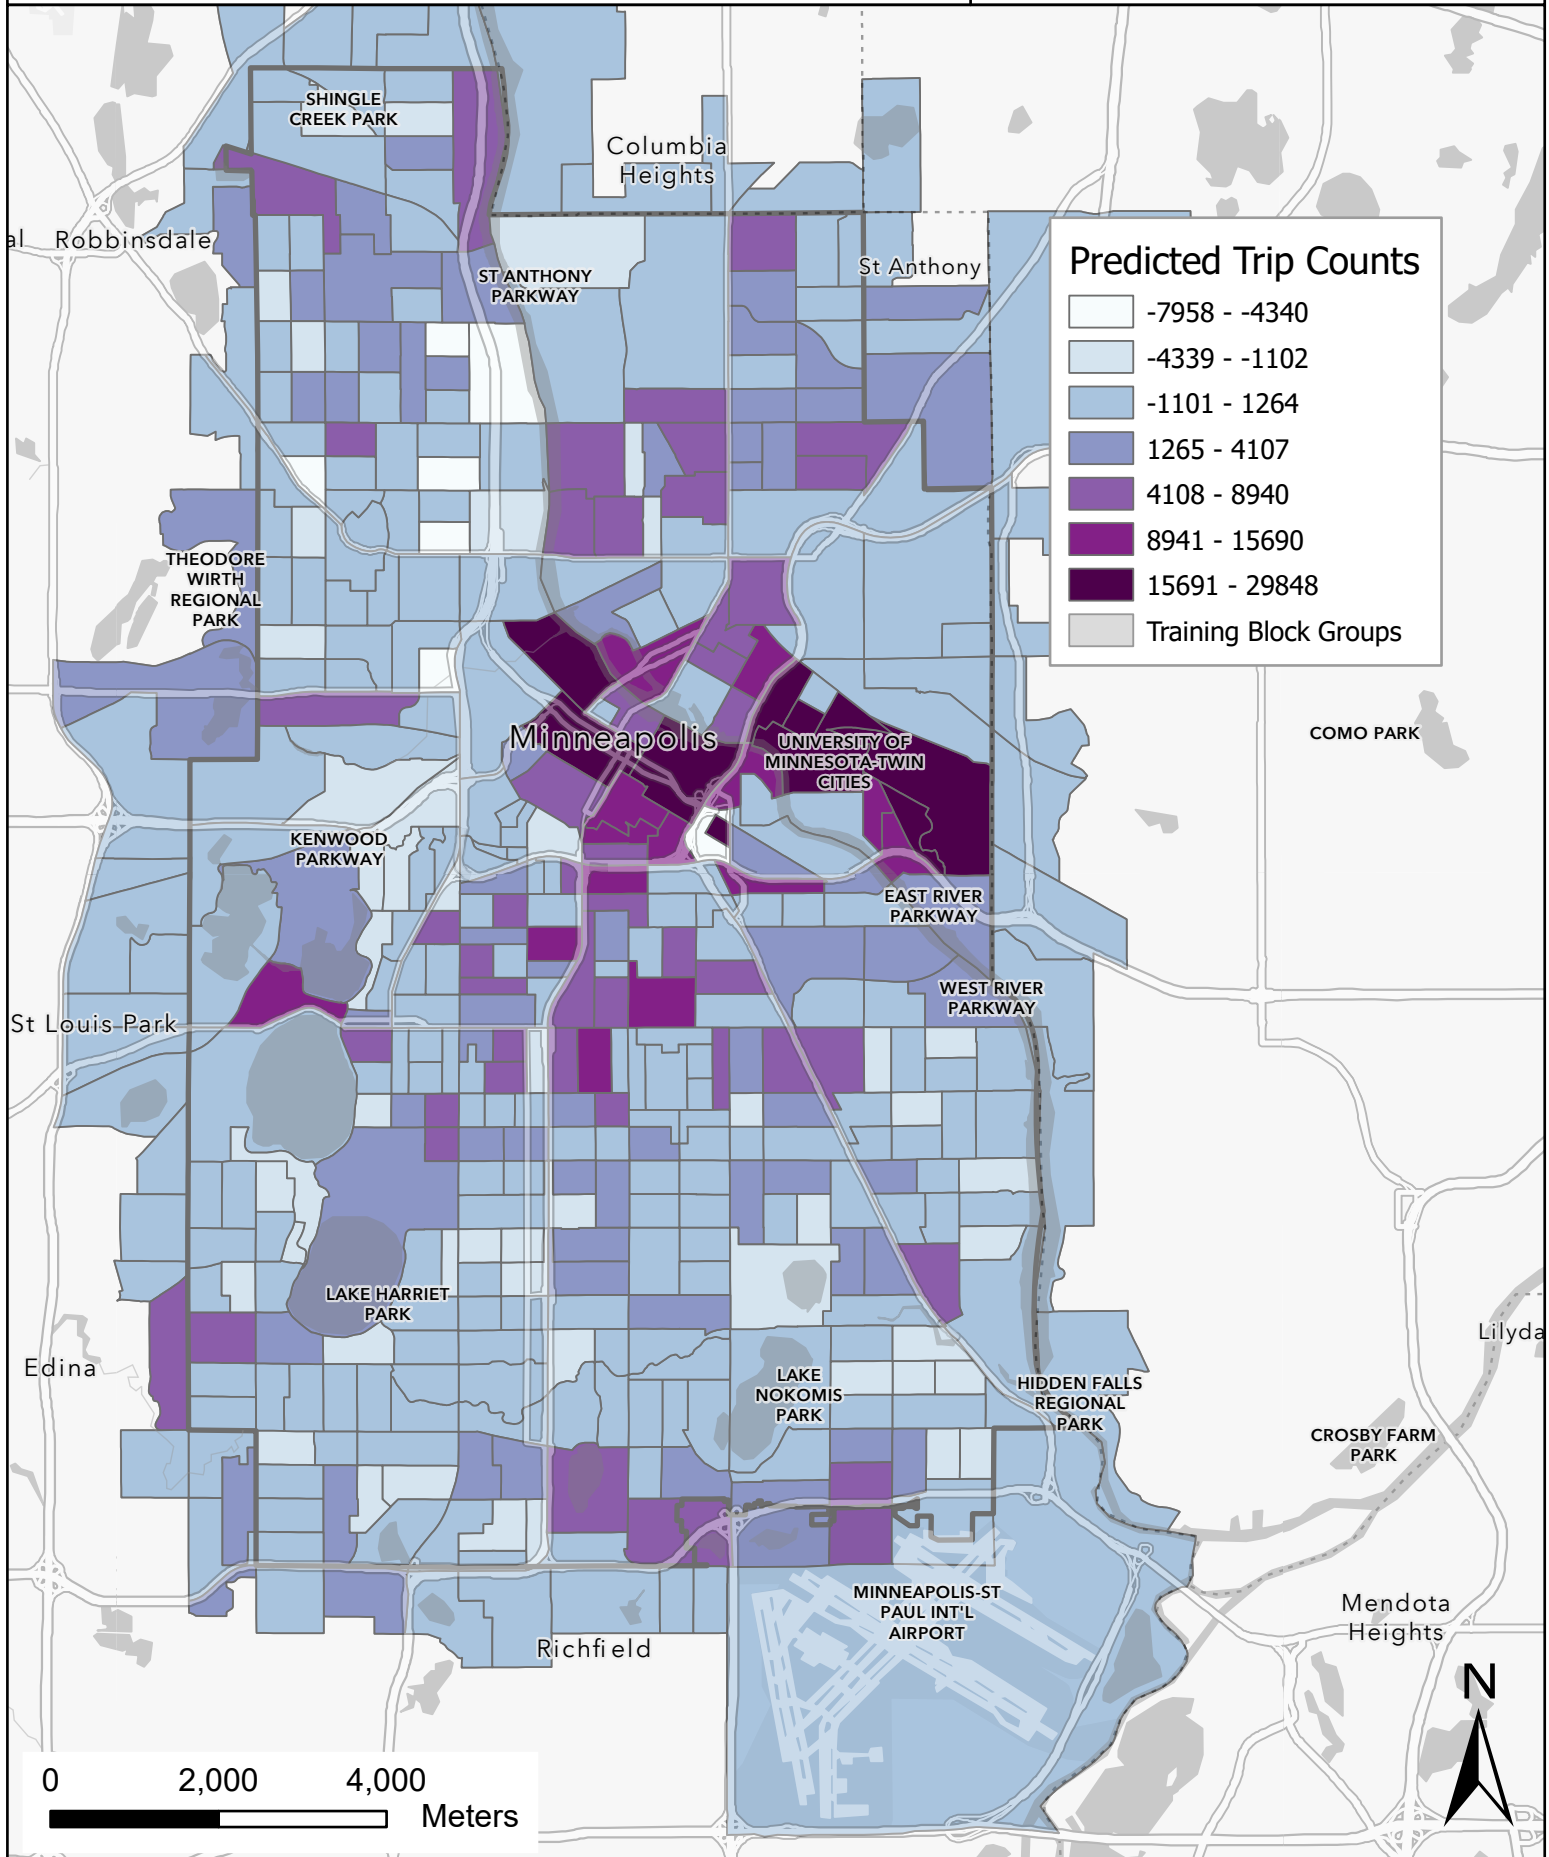 SHINGLE
CREEK PARK
Columbia
Heights
al
Robbinsdale
ST ANTHONY
PARKWAY
St Anthony
Predicted Trip Counts
-7958 - -4340
-4339 - -1102
-1101 - 1264
1265 - 4107
4108 - 8940
8941 - 15690
15691 - 29848
Training Block Groups
THEODORE
WIRTH
REGIONAL
PARK
Minneapolis
UNIVERSITY OF
MINNESOTA-TWIN
CITIES
COMO PARK
KENWOOD
PARKWAY
EAST RIVER
PARKWAY
WEST RIVER
PARKWAY
St Louis Park
LAKE HARRIET
PARK
Lilyda
Edina
LAKE
NOKOMIS
PARK
HIDDEN FALLS
REGIONAL
PARK
CROSBY FARM
PARK
MINNEAPOLIS-ST
PAUL INT'L
AIRPORT
Mendota
Heights
Richfield
N
0 2,000 4,000
Meters